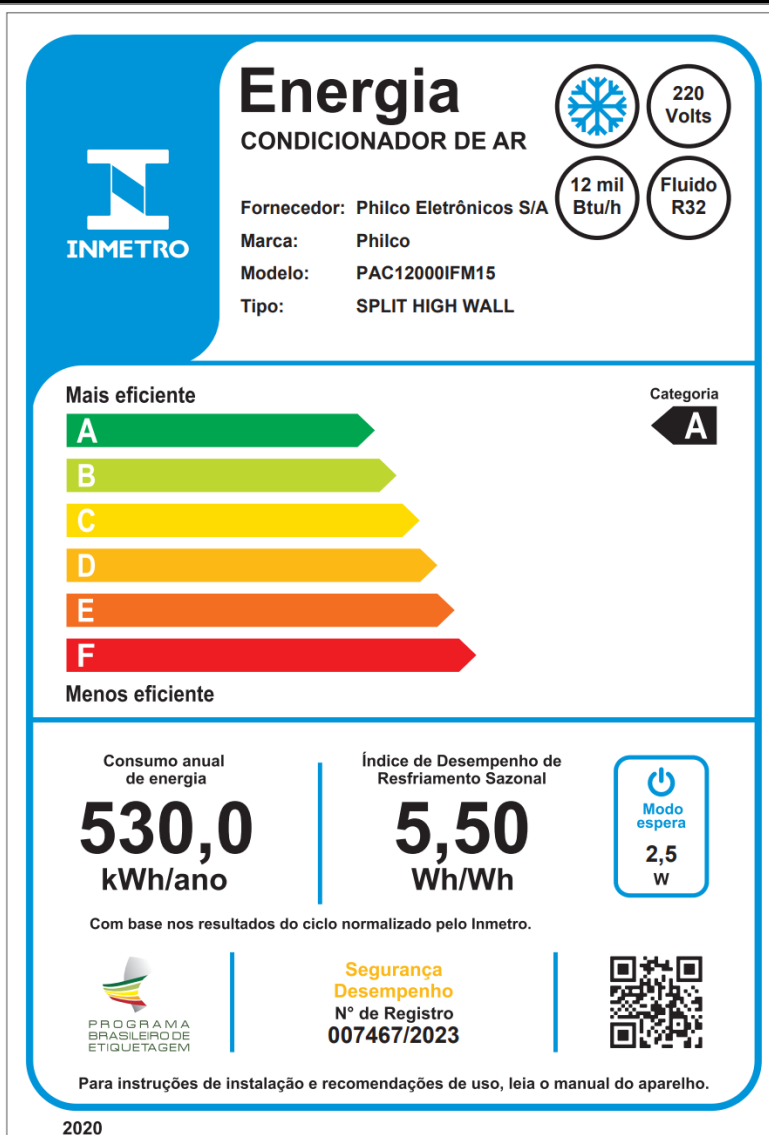 Energia
CONDICIONADOR DE AR
220
Volts
12 mil
Btu/h
Fluido
R32
INMETRO
Fornecedor: Philco Eletrônicos S/A
Marca: Philco
Modelo: PAC12000IFM15
Tipo: SPLIT HIGH WALL
Mais eficiente
Categoria
A
A
B
C
D
E
F
Menos eficiente
Consumo anual
de energia
530,0
kWh/ano
Índice de Desempenho de
Resfriamento Sazonal
5,50
Wh/Wh
Modo
espera
2,5
W
Com base nos resultados do ciclo normalizado pelo Inmetro.
PROGRAMA
BRASILEIRO DE
ETIQUETAGEM
Segurança
Desempenho
N° de Registro
007467/2023
Para instruções de instalação e recomendações de uso, leia o manual do aparelho.
2020